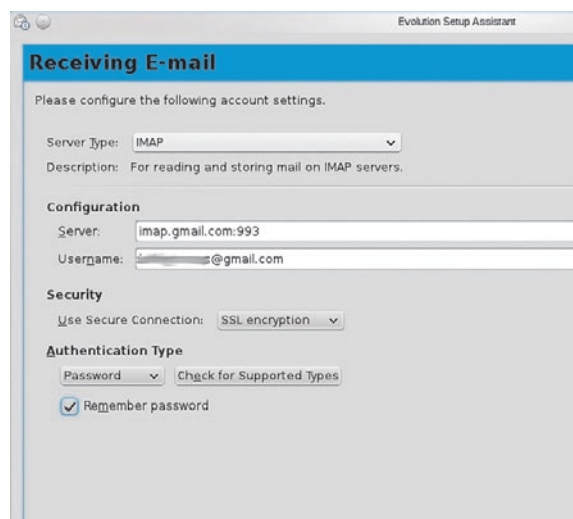 Evolution Setup Assistant
Receiving E-mail
Please configure the following account settings.
Server Type: IMAP
Description: For reading and storing mail on IMAP servers.
Configuration
Server: imap.gmail.com:993
Username: @gmail.com
Security
Use Secure Connection: SSL encryption
Authentication Type
Password Check for Supported Types
Remember password